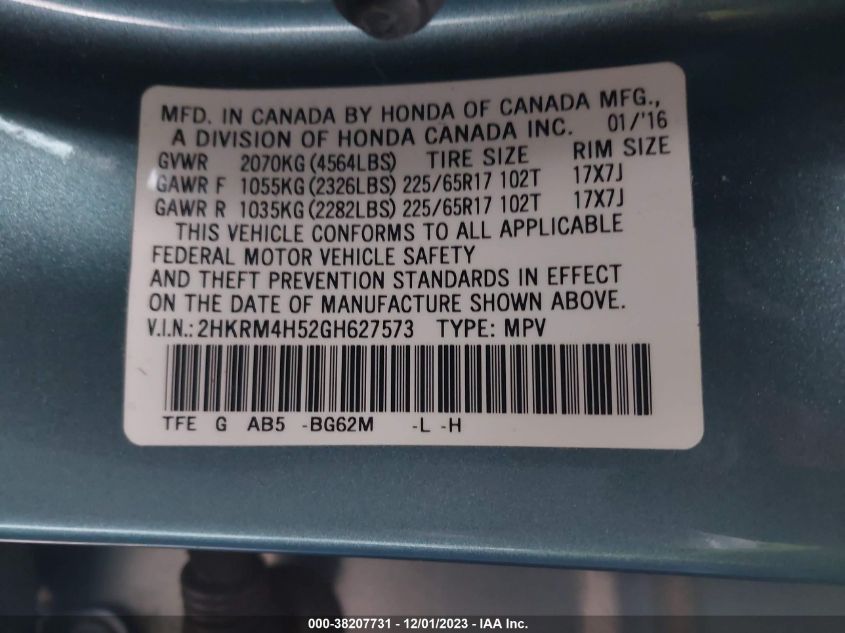 MFD. IN CANADA BY HONDA OF CANADA MFG.,
A DIVISION OF HONDA CANADA INC. 01/'16
GVWR 2070KG (4564LBS) TIRE SIZE RIM SIZE
GAWR F 1055KG (2326LBS) 225/65R17 102T 17X7J
GAWR R 1035KG (2282LBS) 225/65R17 102T 17X7J
THIS VEHICLE CONFORMS TO ALL APPLICABLE
FEDERAL MOTOR VEHICLE SAFETY
AND THEFT PREVENTION STANDARDS IN EFFECT
ON THE DATE OF MANUFACTURE SHOWN ABOVE.
V.I.N.: 2HKRM4H52GH627573 TYPE: MPV
TFE G AB5 -BG62M -L -H
000-38207731 - 12/01/2023 - IAA Inc.